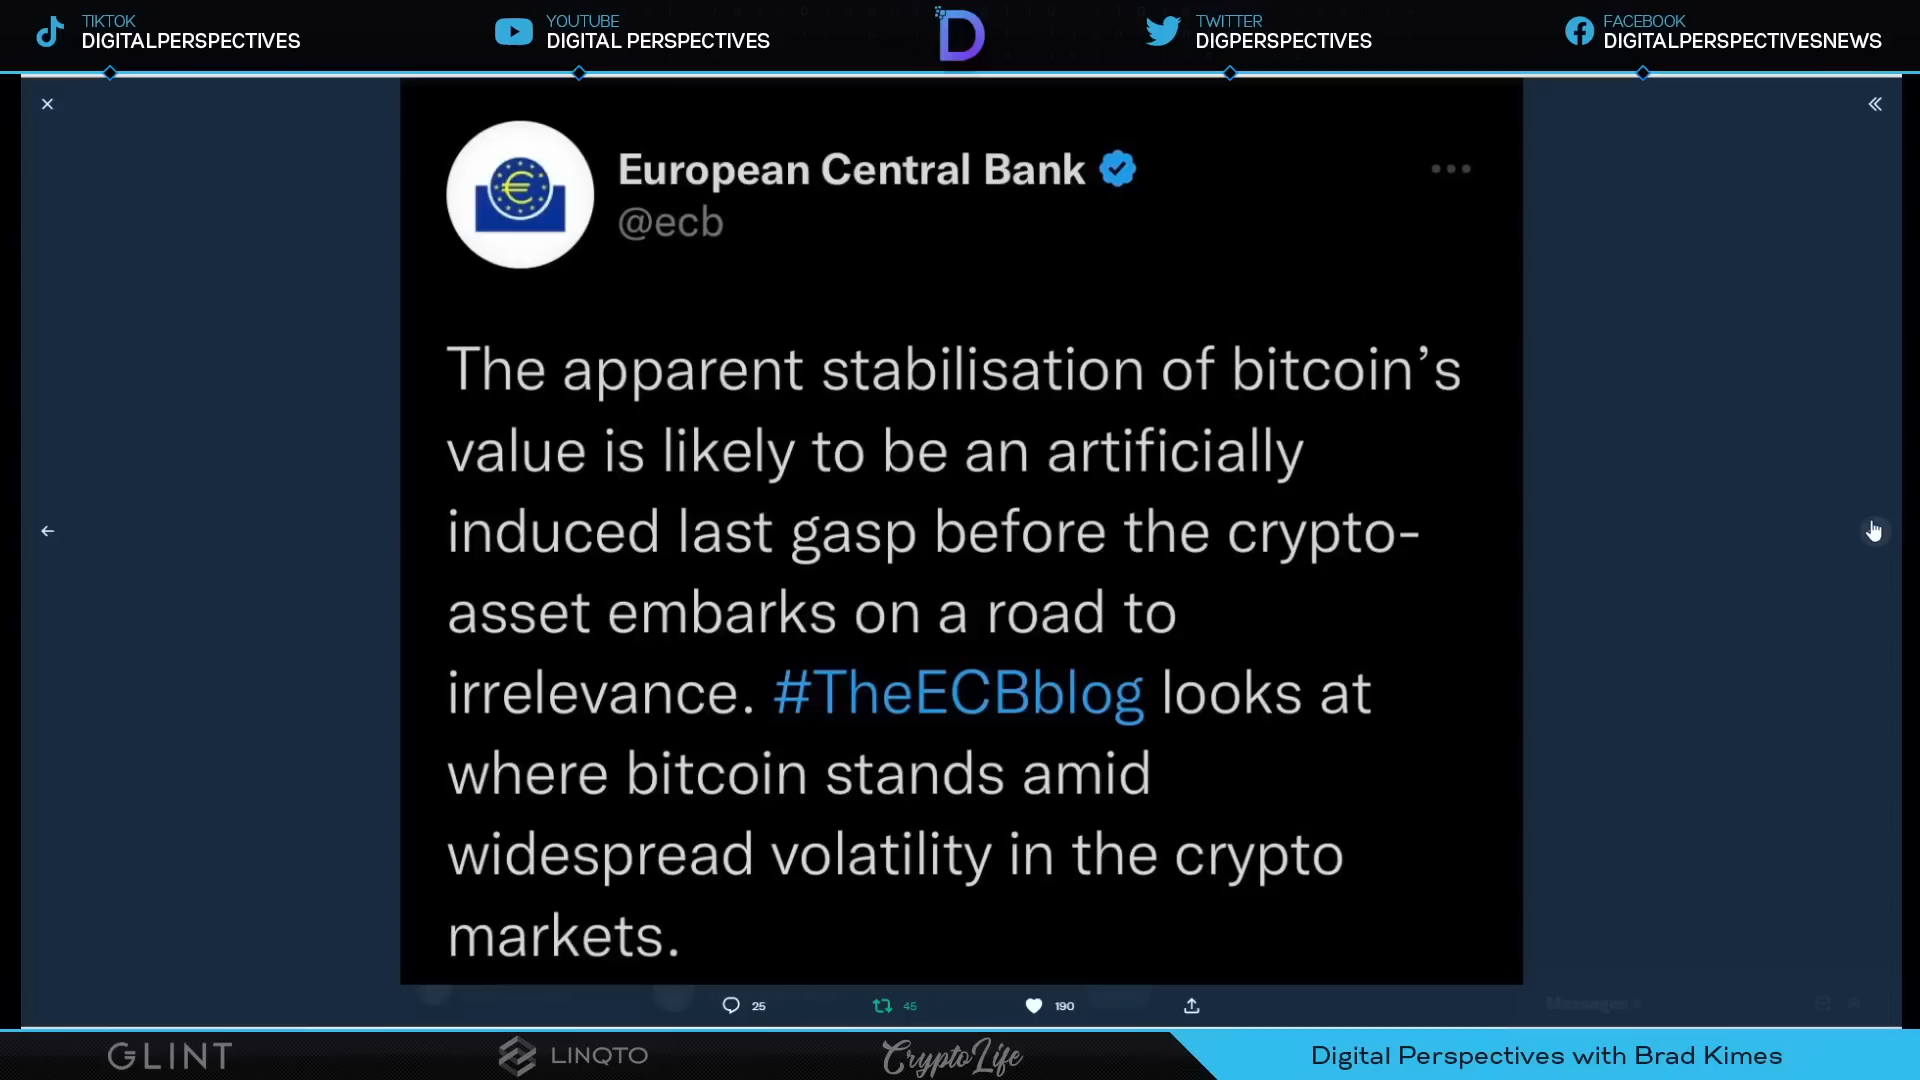 TIKTOK
DIGITALPERSPECTIVES
YOUTUBE
DIGITAL PERSPECTIVES
D
TWITTER
DIGPERSPECTIVES
FACEBOOK
DIGITALPERSPECTIVESNEWS
European Central Bank
@ecb
The apparent stabilisation of bitcoin’s
value is likely to be an artificially
induced last gasp before the crypto-
asset embarks on a road to
irrelevance. #TheECBblog looks at
where bitcoin stands amid
widespread volatility in the crypto
markets.
25
45
190
Messages
GLINT
LINQTO
CryptoLife
Digital Perspectives with Brad Kimes